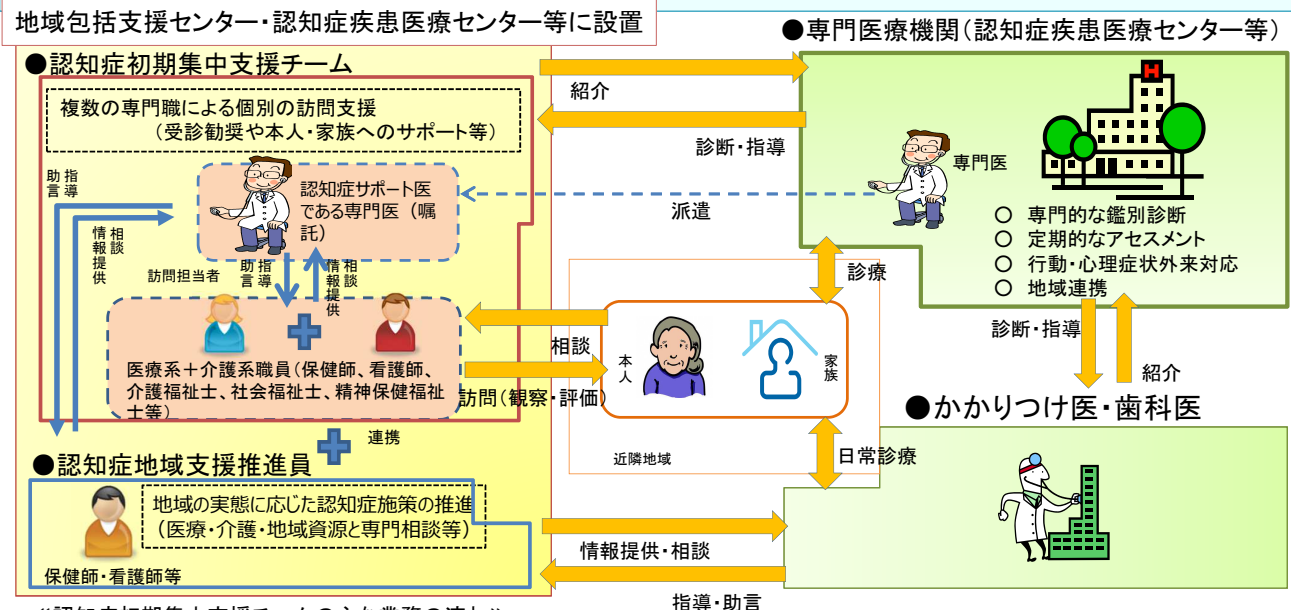 地域包括支援センター・認知症疾患医療センター等に設置
●認知症初期集中支援チーム
複数の専門職による個別の訪問支援
（受診勧奨や本人・家族へのサポート等）
認知症サポート医
である専門医（嘱
託）
指導
助言
相談
情報提供
訪問担当者
指導
助言
相談
情報提供
医療系＋介護系職員（保健師、看護師、
介護福祉士、社会福祉士、精神保健福祉
士等）
連携
●認知症地域支援推進員
地域の実態に応じた認知症施策の推進
（医療・介護・地域資源と専門相談等）
保健師・看護師等
紹介
診断・指導
派遣
相談
訪問（観察・評価）
本人
家族
近隣地域
診療
日常診療
情報提供・相談
指導・助言
●専門医療機関（認知症疾患医療センター等）
H
専門医
○ 専門的な鑑別診断
○ 定期的なアセスメント
○ 行動・心理症状外来対応
○ 地域連携
診断・指導
紹介
●かかりつけ医・歯科医